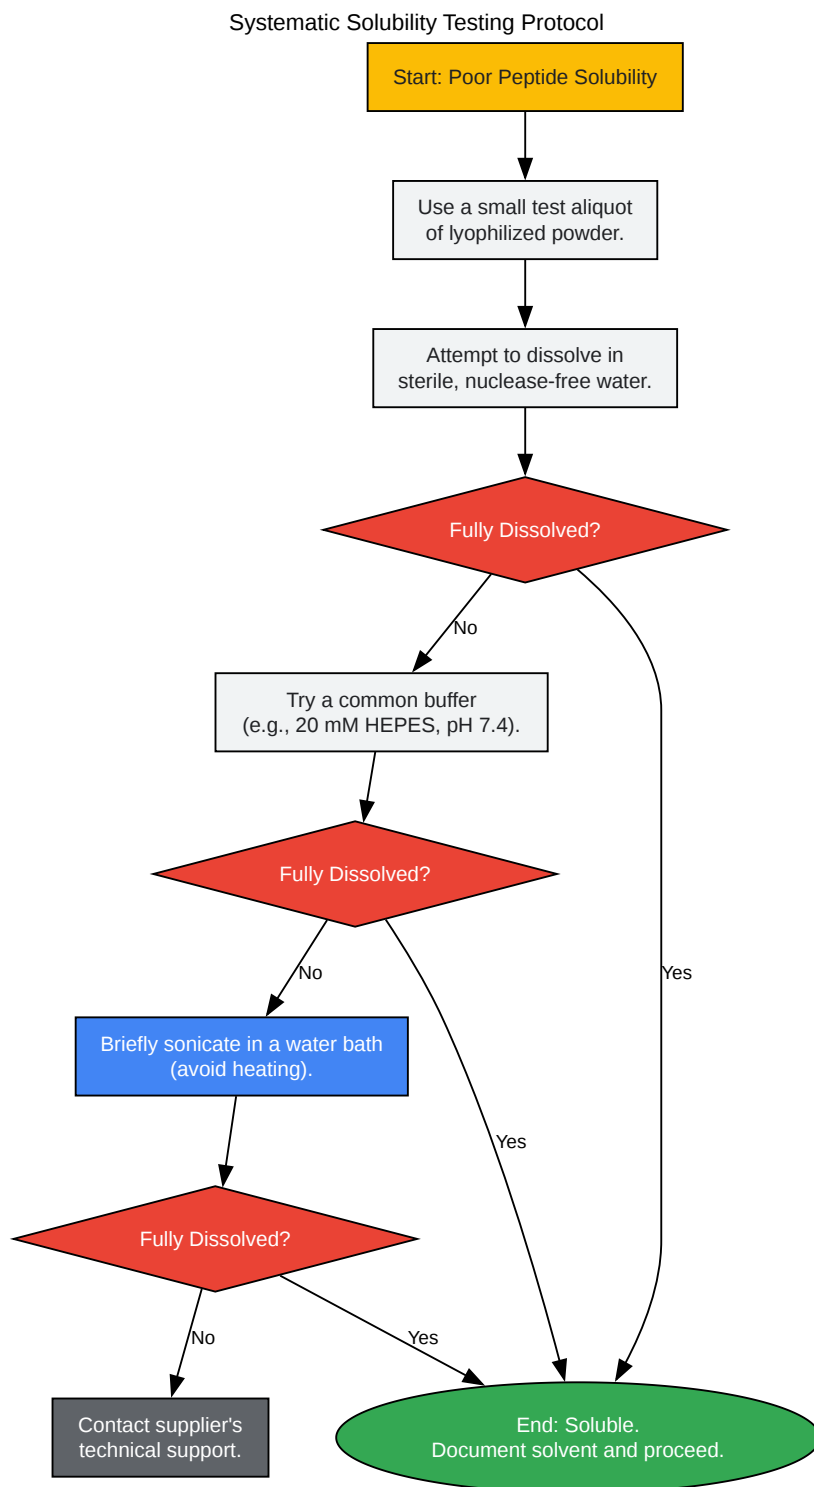 Systematic Solubility Testing Protocol
Start: Poor Peptide Solubility
Use a small test aliquot
of lyophilized powder.
Attempt to dissolve in
sterile, nuclease-free water.
Fully Dissolved?
No
Try a common buffer
(e.g., 20 mM HEPES, pH 7.4).
Fully Dissolved?
No
Yes
Briefly sonicate in a water bath
(avoid heating).
Yes
Fully Dissolved?
No
Yes
Contact supplier's
technical support.
End: Soluble.
Document solvent and proceed.